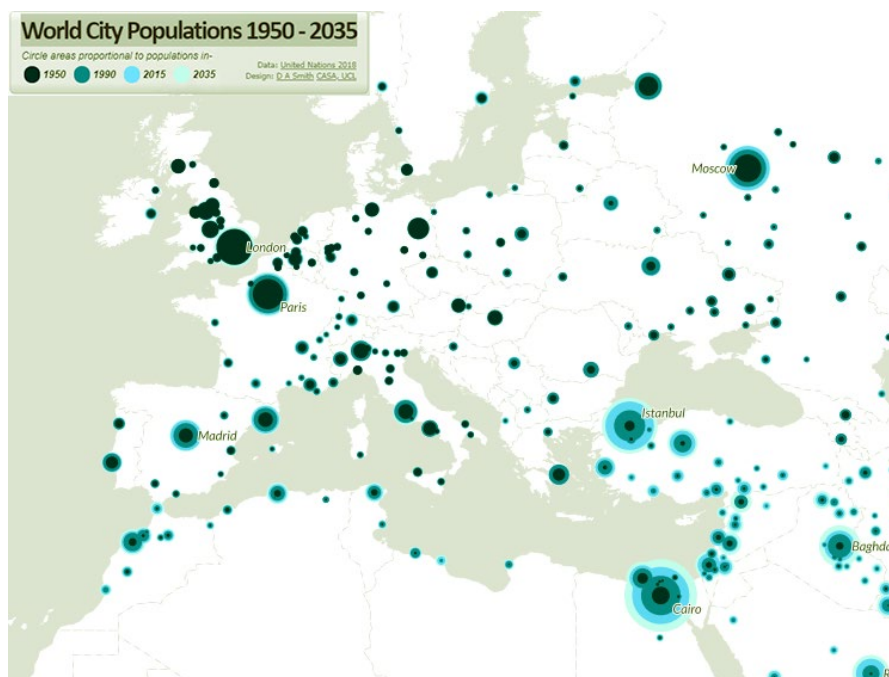 World City Populations 1950 - 2035
Circle areas proportional to populations in-
1950 1990 2015 2035
Data: United Nations 2018
Design: D A Smith CASA, UCL
Moscow
London
Paris
Istanbul
Madrid
Baghda
Cairo
R